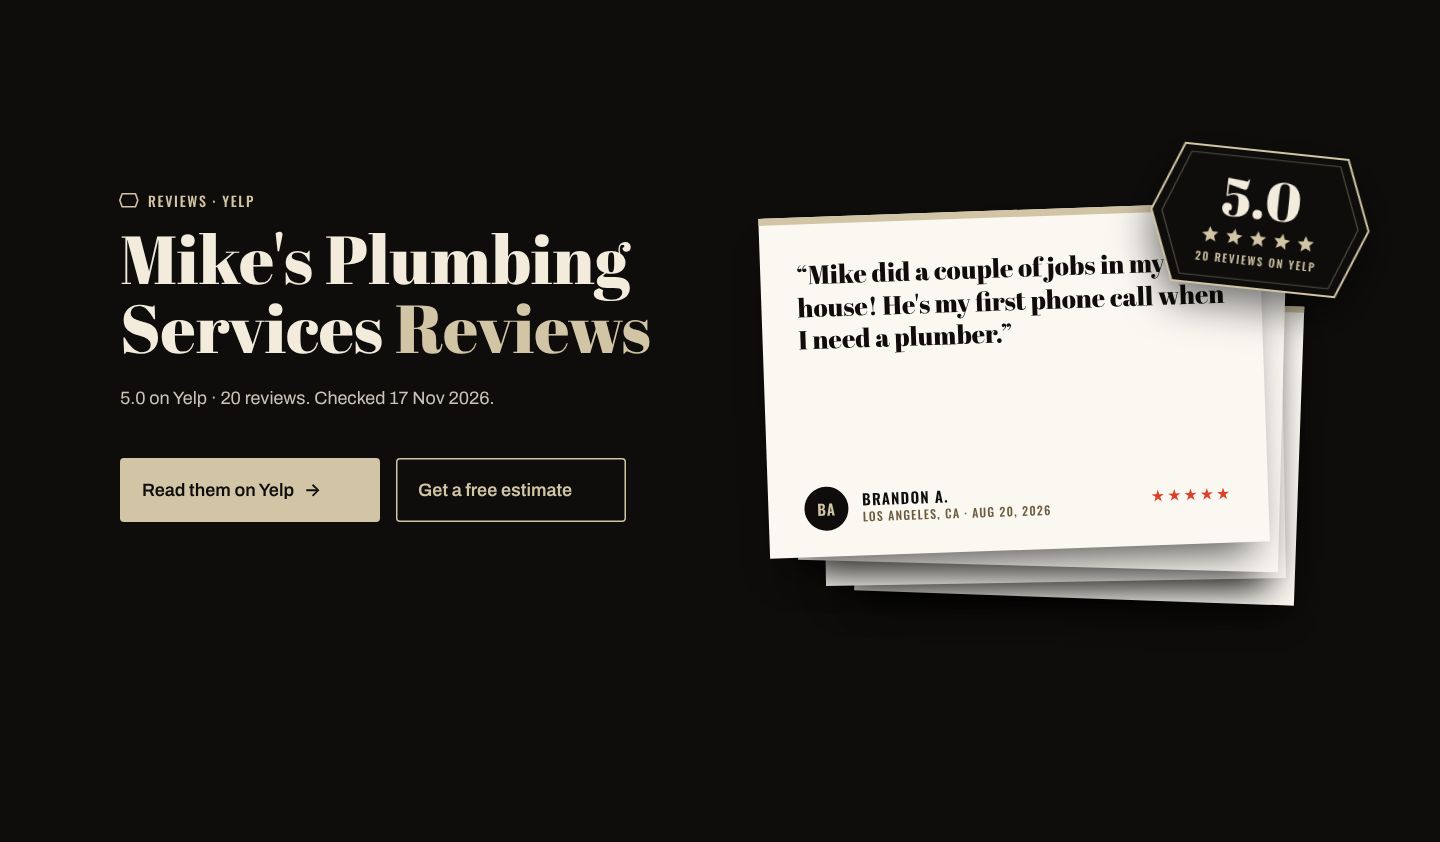 REVIEWS · YELP
Mike's Plumbing
Services Reviews
5.0 on Yelp · 20 reviews. Checked 17 Nov 2026.
Read them on Yelp →
Get a free estimate
5.0
★★★★★
20 REVIEWS ON YELP
“Mike did a couple of jobs in my
house! He's my first phone call when
I need a plumber.”
BA
BRANDON A.
LOS ANGELES, CA · AUG 20, 2026
★★★★★